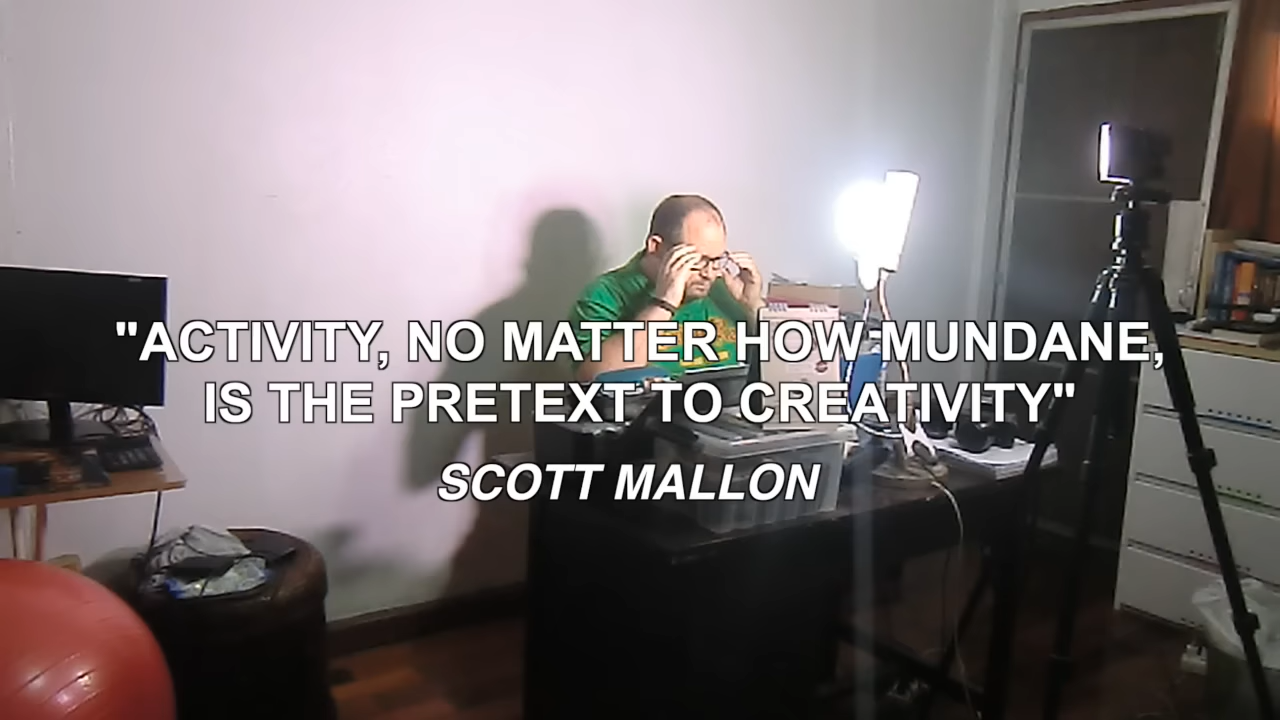 "ACTIVITY, NO MATTER HOW MUNDANE,
IS THE PRETEXT TO CREATIVITY"
SCOTT MALLON